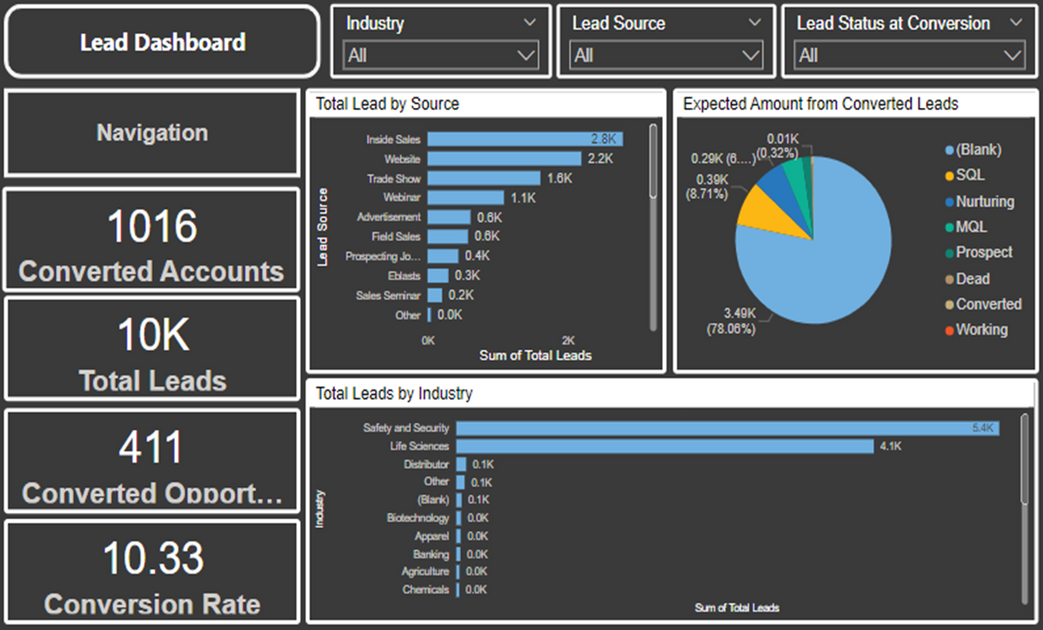 Lead Dashboard
Industry
All
Lead Source
All
Lead Status at Conversion
All
Navigation
1016
Converted Accounts
10K
Total Leads
411
Converted Opport...
10.33
Conversion Rate
Total Lead by Source
Lead Source
Inside Sales 2.8K
Website 2.2K
Trade Show 1.6K
Webinar 1.1K
Advertisement 0.6K
Field Sales 0.6K
Prospecting Jo... 0.4K
Eblasts 0.3K
Sales Seminar 0.2K
Other 0.0K
0K 2K
Sum of Total Leads
Expected Amount from Converted Leads
0.01K
(0.32%)
0.29K (6....)
0.39K
(8.71%)
3.49K
(78.06%)
(Blank)
SQL
Nurturing
MQL
Prospect
Dead
Converted
Working
Total Leads by Industry
Industry
Safety and Security 5.4K
Life Sciences 4.1K
Distributor 0.1K
Other 0.1K
(Blank) 0.1K
Biotechnology 0.0K
Apparel 0.0K
Banking 0.0K
Agriculture 0.0K
Chemicals 0.0K
Sum of Total Leads